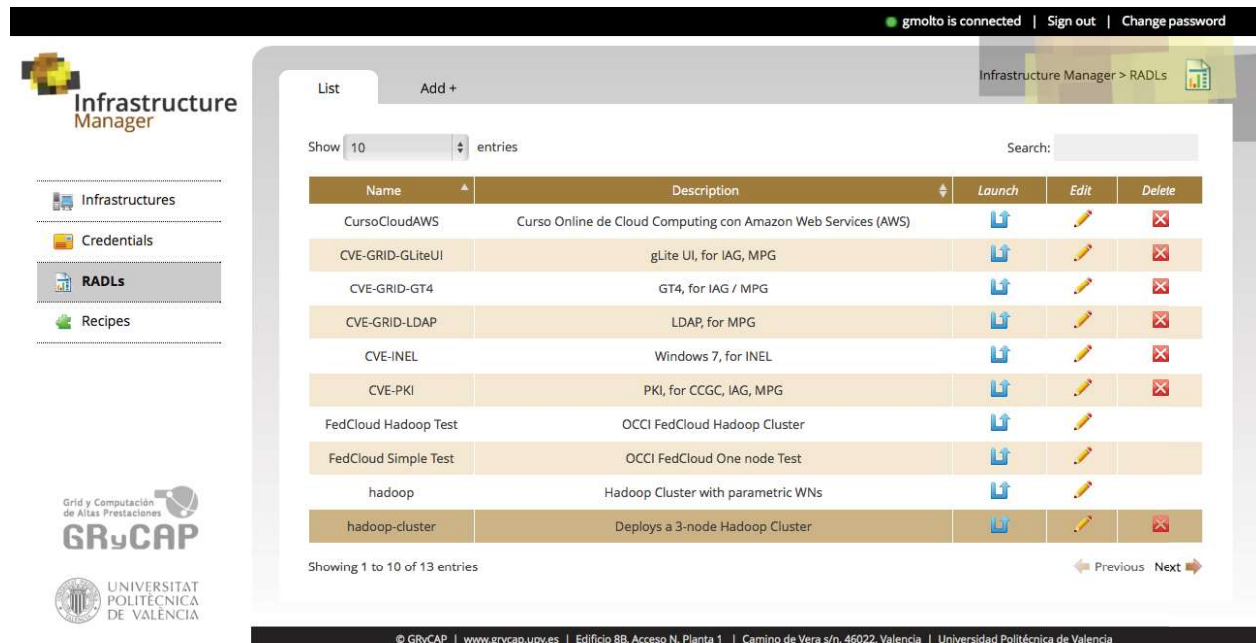 gmolto is connected | Sign out | Change password
Infrastructure
Manager
List Add +
Infrastructure Manager > RADLs
Show 10 entries Search:
Infrastructures
Credentials
RADLs
Recipes
Name Description Launch Edit Delete
CursoCloudAWS Curso Online de Cloud Computing con Amazon Web Services (AWS)
CVE-GRID-GLiteUI gLite UI, for IAG, MPG
CVE-GRID-GT4 GT4, for IAG / MPG
CVE-GRID-LDAP LDAP, for MPG
CVE-INEL Windows 7, for INEL
CVE-PKI PKI, for CCGC, IAG, MPG
FedCloud Hadoop Test OCCI FedCloud Hadoop Cluster
FedCloud Simple Test OCCI FedCloud One node Test
hadoop Hadoop Cluster with parametric WNs
hadoop-cluster Deploys a 3-node Hadoop Cluster
Showing 1 to 10 of 13 entries Previous Next
Grid y Computación
de Altas Prestaciones
GRyCAP
UNIVERSITAT
POLITÈCNICA
DE VALÈNCIA
© GRyCAP | www.grycap.upv.es | Edificio 8B, Acceso N, Planta 1 | Camino de Vera s/n, 46022, Valencia | Universidad Politécnica de Valencia